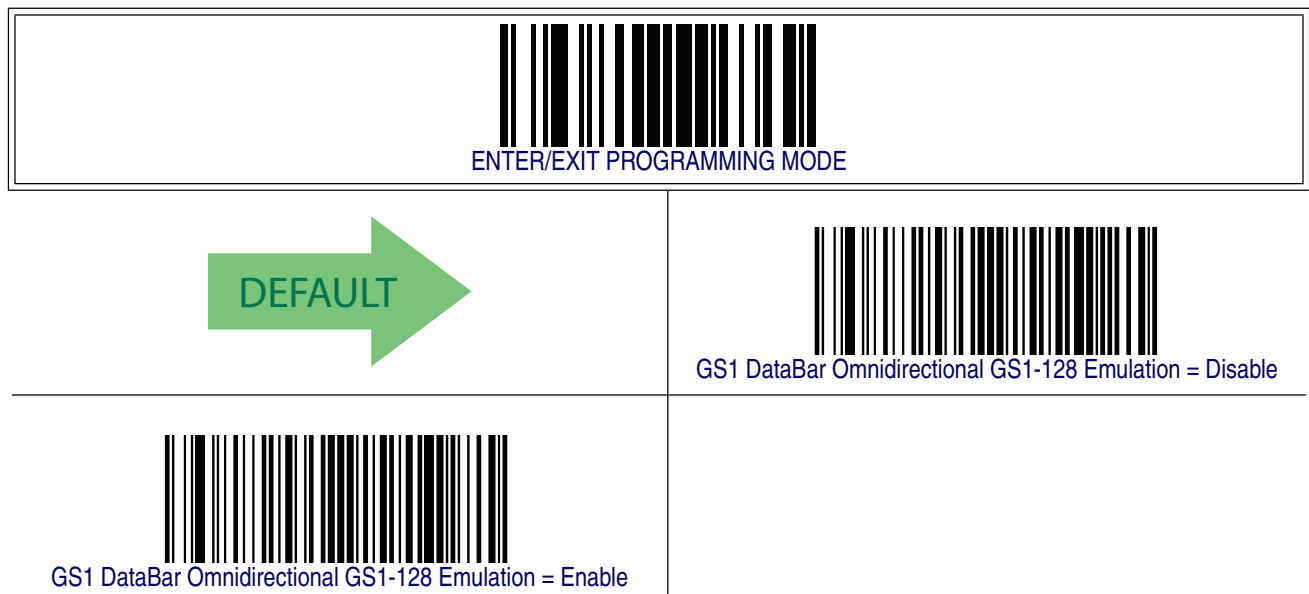 ENTER/EXIT PROGRAMMING MODE
DEFAULT
GS1 DataBar Omnidirectional GS1-128 Emulation = Disable
GS1 DataBar Omnidirectional GS1-128 Emulation = Enable